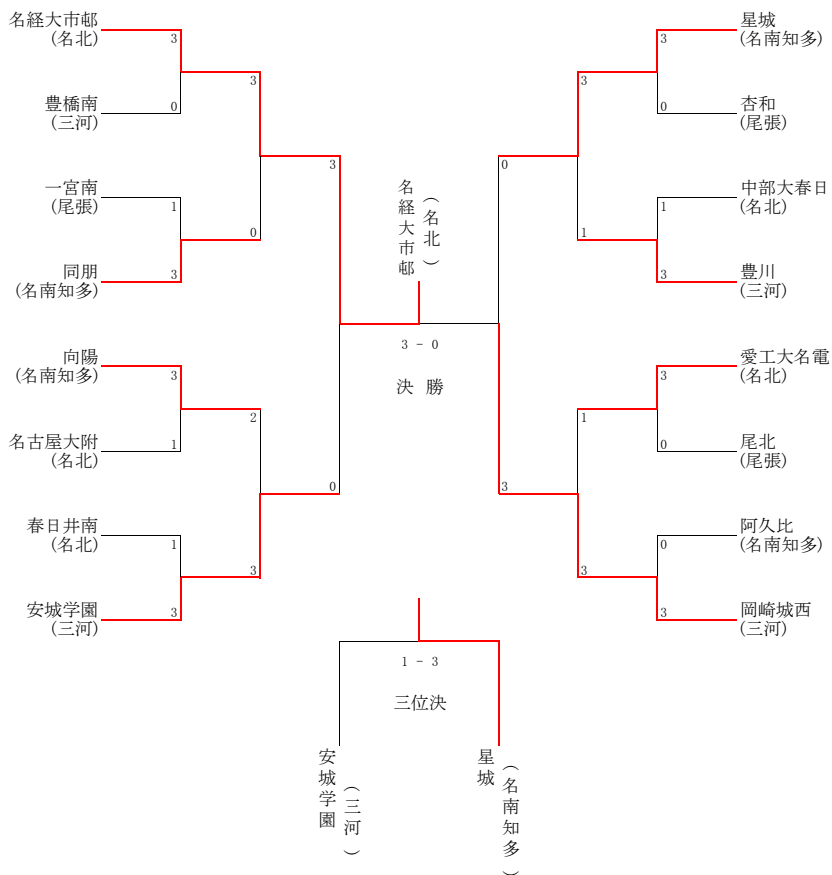 名経大市邨
(名北)
3
3
豊橋南
(三河)
0
3
一宮南
(尾張)
1
0
同朋
(名南知多)
3
向陽
(名南知多)
3
2
名古屋大附
(名北)
1
0
春日井南
(名北)
1
3
安城学園
(三河)
3
名経大市邨
(名北)
3 - 0
決 勝
星城
(名南知多)
3
3
杏和
(尾張)
0
0
中部大春日
(名北)
1
1
豊川
(三河)
3
愛工大名電
(名北)
3
1
尾北
(尾張)
0
3
阿久比
(名南知多)
0
3
岡崎城西
(三河)
3
1 - 3
三位決
安城学園
(三河)
星城
(名南知多)